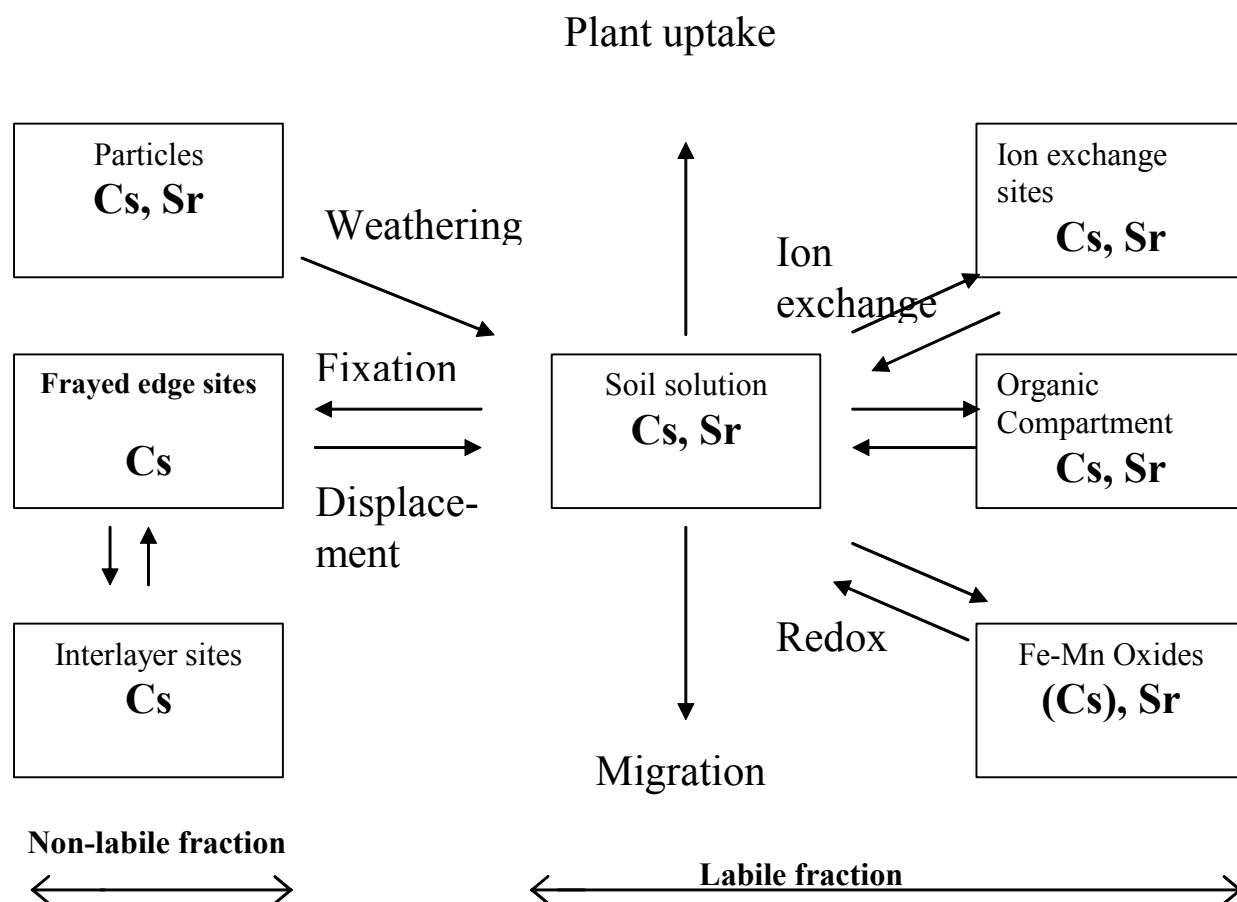 Plant uptake
Particles
Cs, Sr
Weathering
Ion exchange
sites
Cs, Sr
Ion
exchange
Frayed edge sites
Cs
Fixation
Displace-
ment
Soil solution
Cs, Sr
Organic
Compartment
Cs, Sr
Interlayer sites
Cs
Redox
Fe-Mn Oxides
(Cs), Sr
Migration
Non-labile fraction
Labile fraction